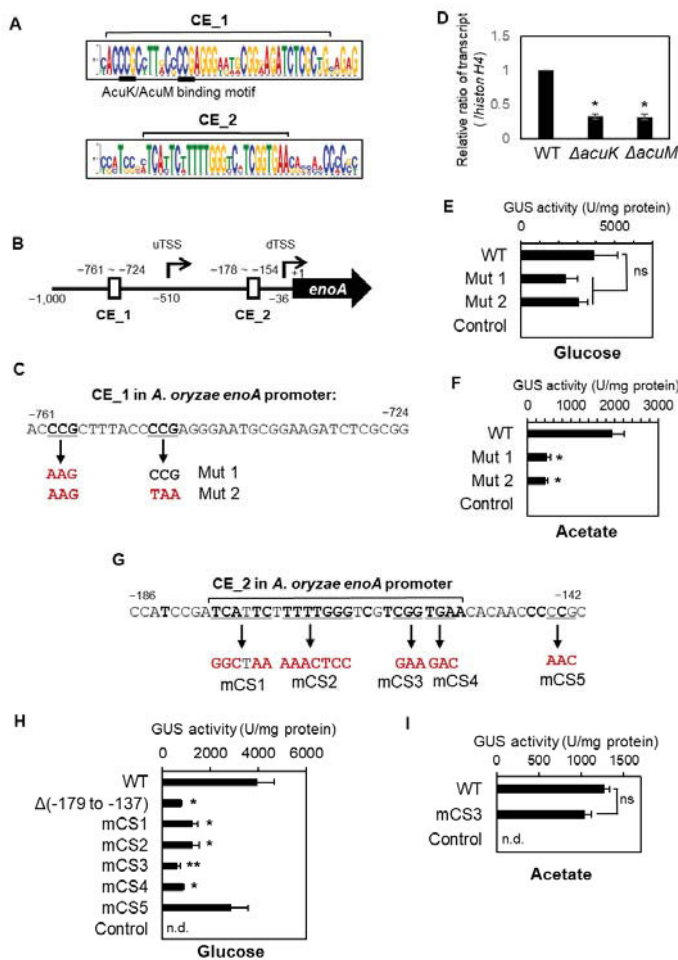 A
CE_1
AcuK/AcuM binding motif
CE_2
B
uTSS
dTSS
−761 ~ −724
−178 ~ −154
+1
−1,000
−510
−36
enoA
CE_1
CE_2
C
CE_1 in A. oryzae enoA promoter:
−761
−724
ACCCGCTTTACCCCGAGGGAATGCGGAAGATCTCGCGG
AAG CCG Mut 1
AAG TAA Mut 2
D
Relative ratio of transcript
( /histon H4)
1.5
1
0.5
0
* *
WT ΔacuK ΔacuM
E
GUS activity (U/mg protein)
0 5000
WT
Mut 1
Mut 2
Control
ns
Glucose
F
GUS activity (U/mg protein)
0 1000 2000 3000
WT
Mut 1 *
Mut 2 *
Control
Acetate
G
CE_2 in A. oryzae enoA promoter
−186
−142
CCATCCGATCATTCTTTTTGGGTCGTCGGTGAACACAACCCCCGC
GGCTAA AAACTCC GAA GAC AAC
mCS1 mCS2 mCS3 mCS4 mCS5
H
GUS activity (U/mg protein)
0 2000 4000 6000
WT
Δ(−179 to −137) *
mCS1 *
mCS2 *
mCS3 **
mCS4 *
mCS5
Control n.d.
Glucose
I
GUS activity (U/mg protein)
0 500 1000 1500
WT
mCS3
ns
Control n.d.
Acetate